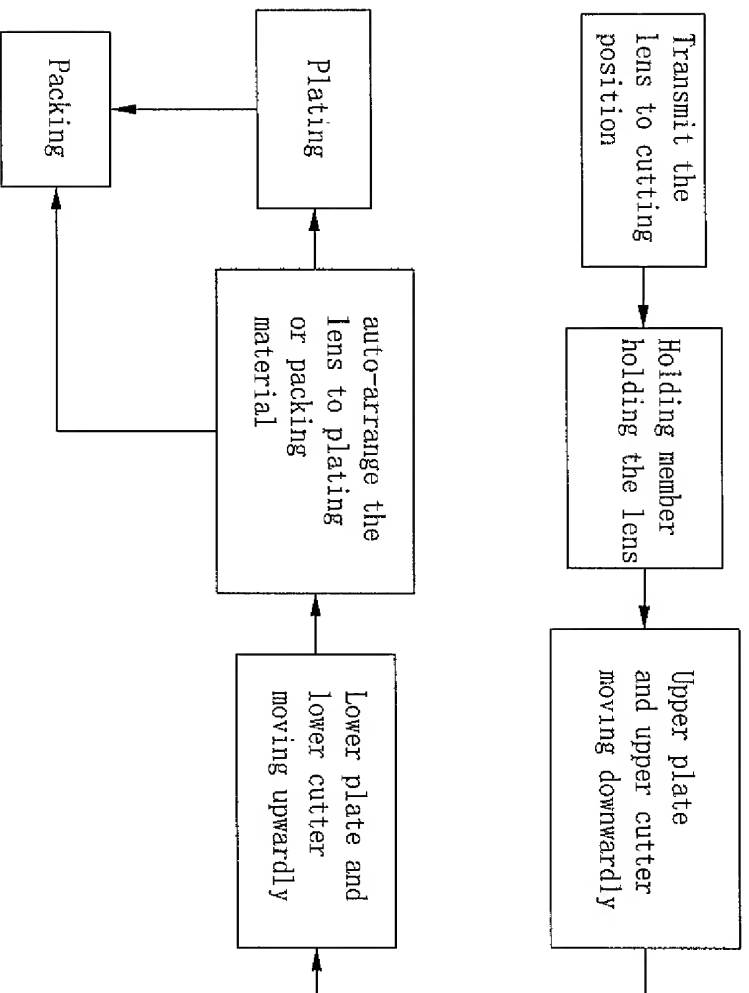 Transmit the
lens to cutting
position
Holding member
holding the lens
Upper plate
and upper cutter
moving downwardly
Lower plate and
lower cutter
moving upwardly
auto-arrange the
lens to plating
or packing
material
Plating
Packing